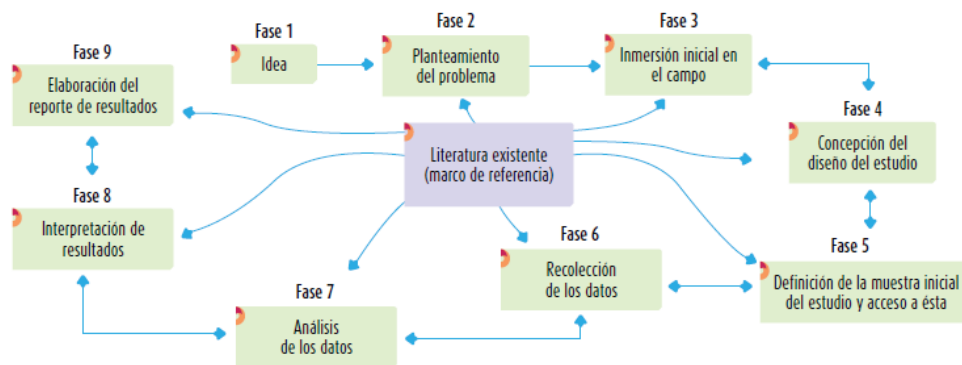 Fase 1
Idea
Fase 2
Planteamiento
del problema
Fase 3
Inmersión inicial en
el campo
Fase 4
Concepción del
diseño del estudio
Fase 5
Definición de la muestra inicial
del estudio y acceso a ésta
Fase 6
Recolección
de los datos
Fase 7
Análisis
de los datos
Fase 8
Interpretación de
resultados
Fase 9
Elaboración del
reporte de resultados
Literatura existente
(marco de referencia)